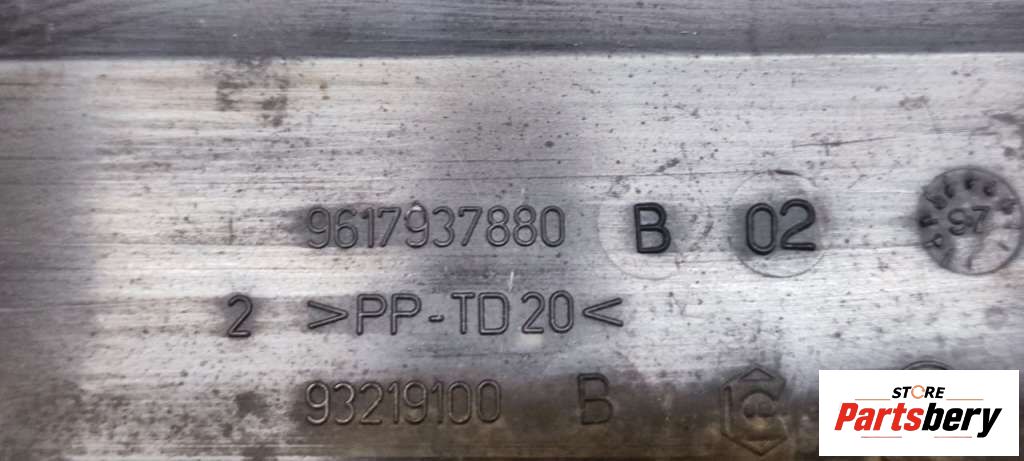 9617937880 B 02 97
2 >PP-TD20<
93219100 B
STORE
Partsbery